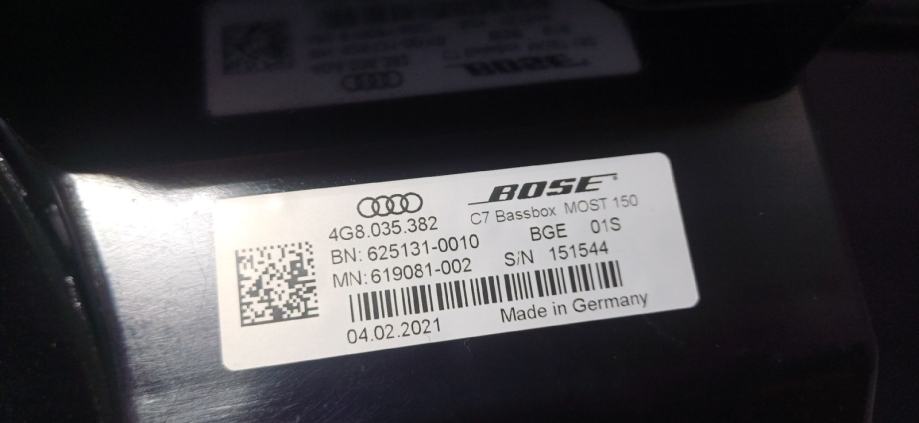 BOSE
4G8.035.382
C7 Bassbox MOST 150
BN: 625131-0010
BGE 01S
MN: 619081-002
S/N 151544
04.02.2021
Made in Germany
BOSE